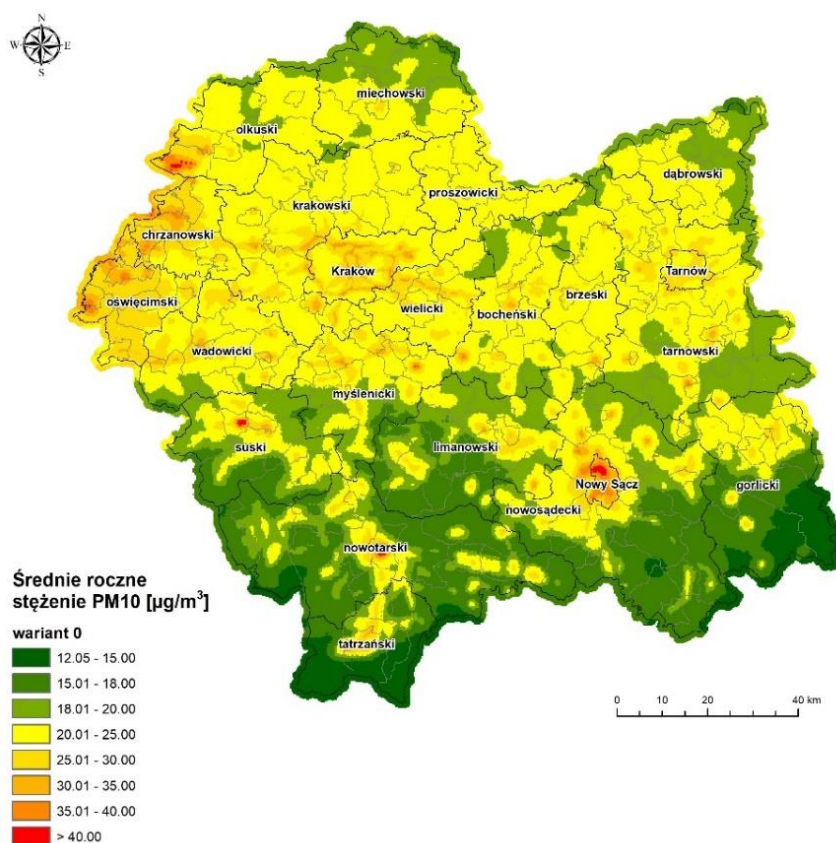 N
W
E
S
miechowski
olkuski
dąbrowski
proszowicki
krakowski
chrzanowski
Kraków
Tarnów
oświęcimski
wielicki
bocheński
brzeski
wadowicki
tarnowski
myślenicki
suski
limanowski
Nowy Sącz
gorlicki
nowosądecki
nowotarski
tatrzański
Średnie roczne
stężenie PM10 [µg/m³]
wariant 0
12.05 - 15.00
15.01 - 18.00
18.01 - 20.00
20.01 - 25.00
25.01 - 30.00
30.01 - 35.00
35.01 - 40.00
> 40.00
0 10 20 40 km